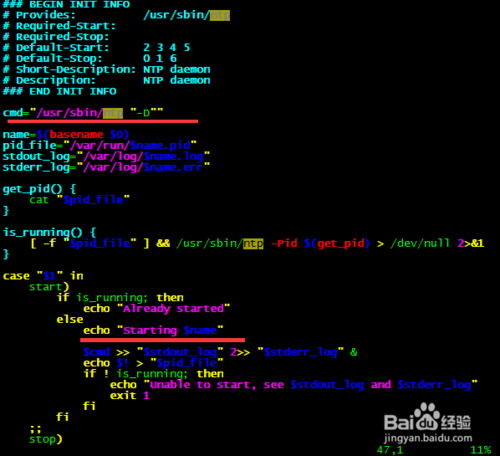 ### BEGIN INIT INFO
# Provides:          /usr/sbin/ntp
# Required-Start:
# Required-Stop:
# Default-Start:     2 3 4 5
# Default-Stop:      0 1 6
# Short-Description: NTP daemon
# Description:       NTP daemon
### END INIT INFO
cmd="/usr/sbin/ntp "-D""
name=$(basename $0)
pid_file="/var/run/$name.pid"
stdout_log="/var/log/$name.log"
stderr_log="/var/log/$name.err"
get_pid() {
    cat "$pid_file"
}
is_running() {
    [ -f "$pid_file" ] && /usr/sbin/ntp -Pid $(get_pid) > /dev/null 2>&1
}
case "$1" in
    start)
        if is_running; then
            echo "Already started"
        else
            echo "Starting $name"
            $cmd >> "$stdout_log" 2>> "$stderr_log" &
            echo $! > "$pid_file"
            if ! is_running; then
                echo "Unable to start, see $stdout_log and $stderr_log"
                exit 1
            fi
        fi
    ;;
    stop)
Baidu经验
jingyan.baidu.com
47,1          11%